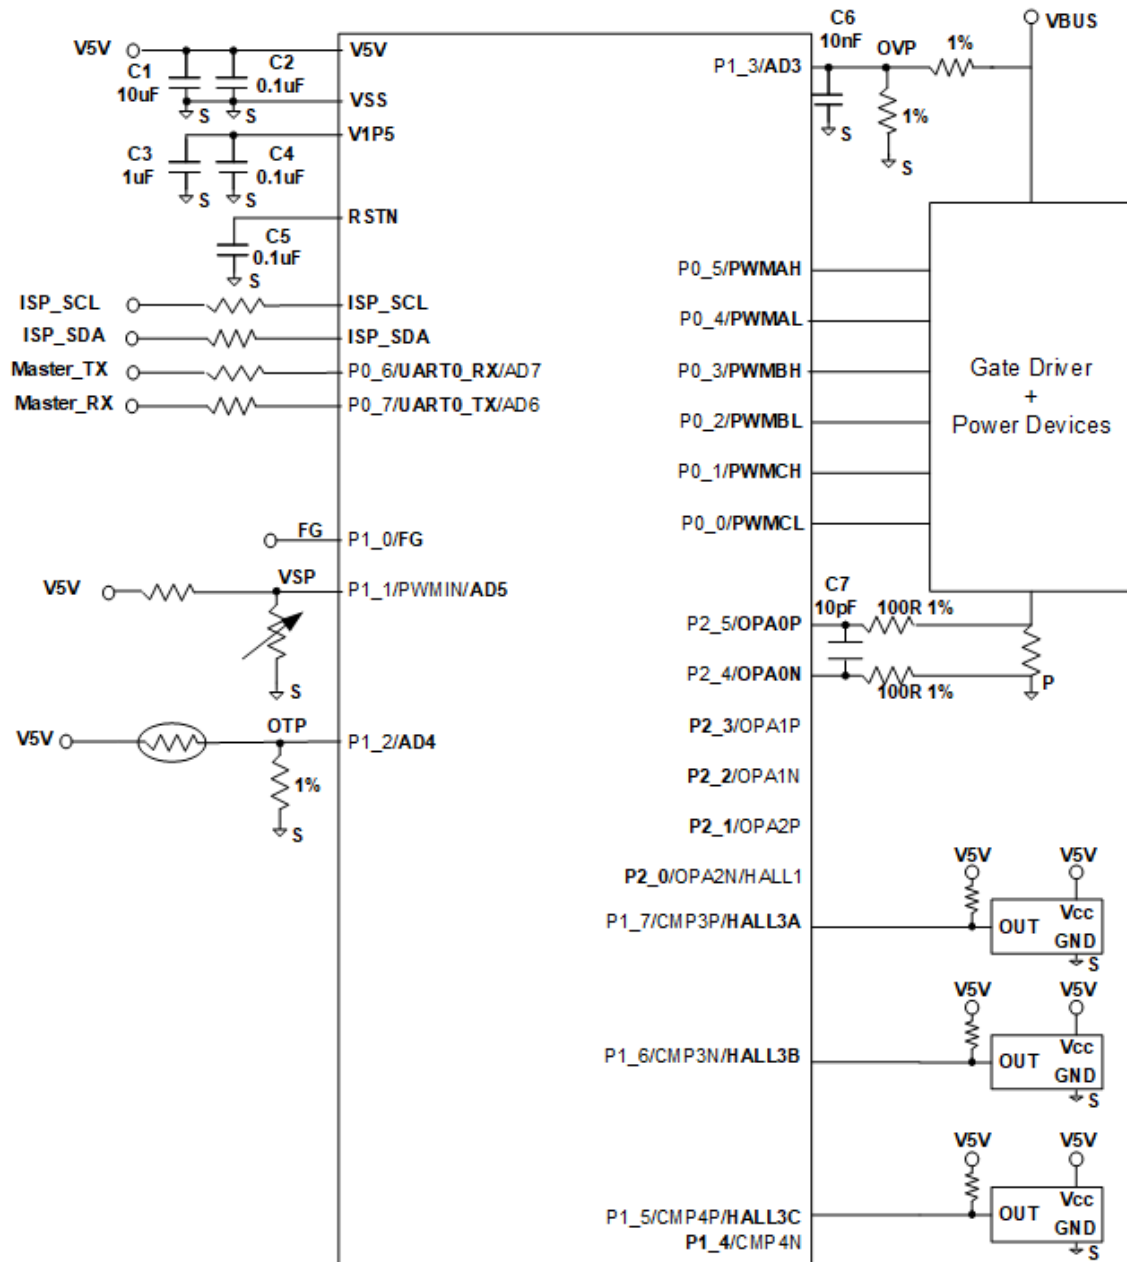 V5V
C1
10uF
C2
0.1uF
S
S
V5V
VSS
V1P5
C3
1uF
C4
0.1uF
S
S
RSTN
C5
0.1uF
S
ISP_SCL
ISP_SCL
ISP_SDA
ISP_SDA
Master_TX
P0_6/UART0_RX/AD7
Master_RX
P0_7/UART0_TX/AD6
FG
P1_0/FG
V5V
VSP
P1_1/PWMIN/AD5
S
V5V
OTP
P1_2/AD4
1%
S
C6
10nF
OVP
1%
VBUS
P1_3/AD3
S
1%
S
P0_5/PWMAH
P0_4/PWMAL
P0_3/PWMBH
P0_2/PWMBL
P0_1/PWMCH
P0_0/PWMCL
Gate Driver
+
Power Devices
C7
10pF
100R 1%
P2_5/OPA0P
P2_4/OPA0N
100R 1%
P
P2_3/OPA1P
P2_2/OPA1N
P2_1/OPA2P
P2_0/OPA2N/HALL1
V5V
V5V
P1_7/CMP3P/HALL3A
OUT
Vcc
GND
S
V5V
V5V
P1_6/CMP3N/HALL3B
OUT
Vcc
GND
S
V5V
V5V
P1_5/CMP4P/HALL3C
OUT
Vcc
GND
S
P1_4/CMP4N